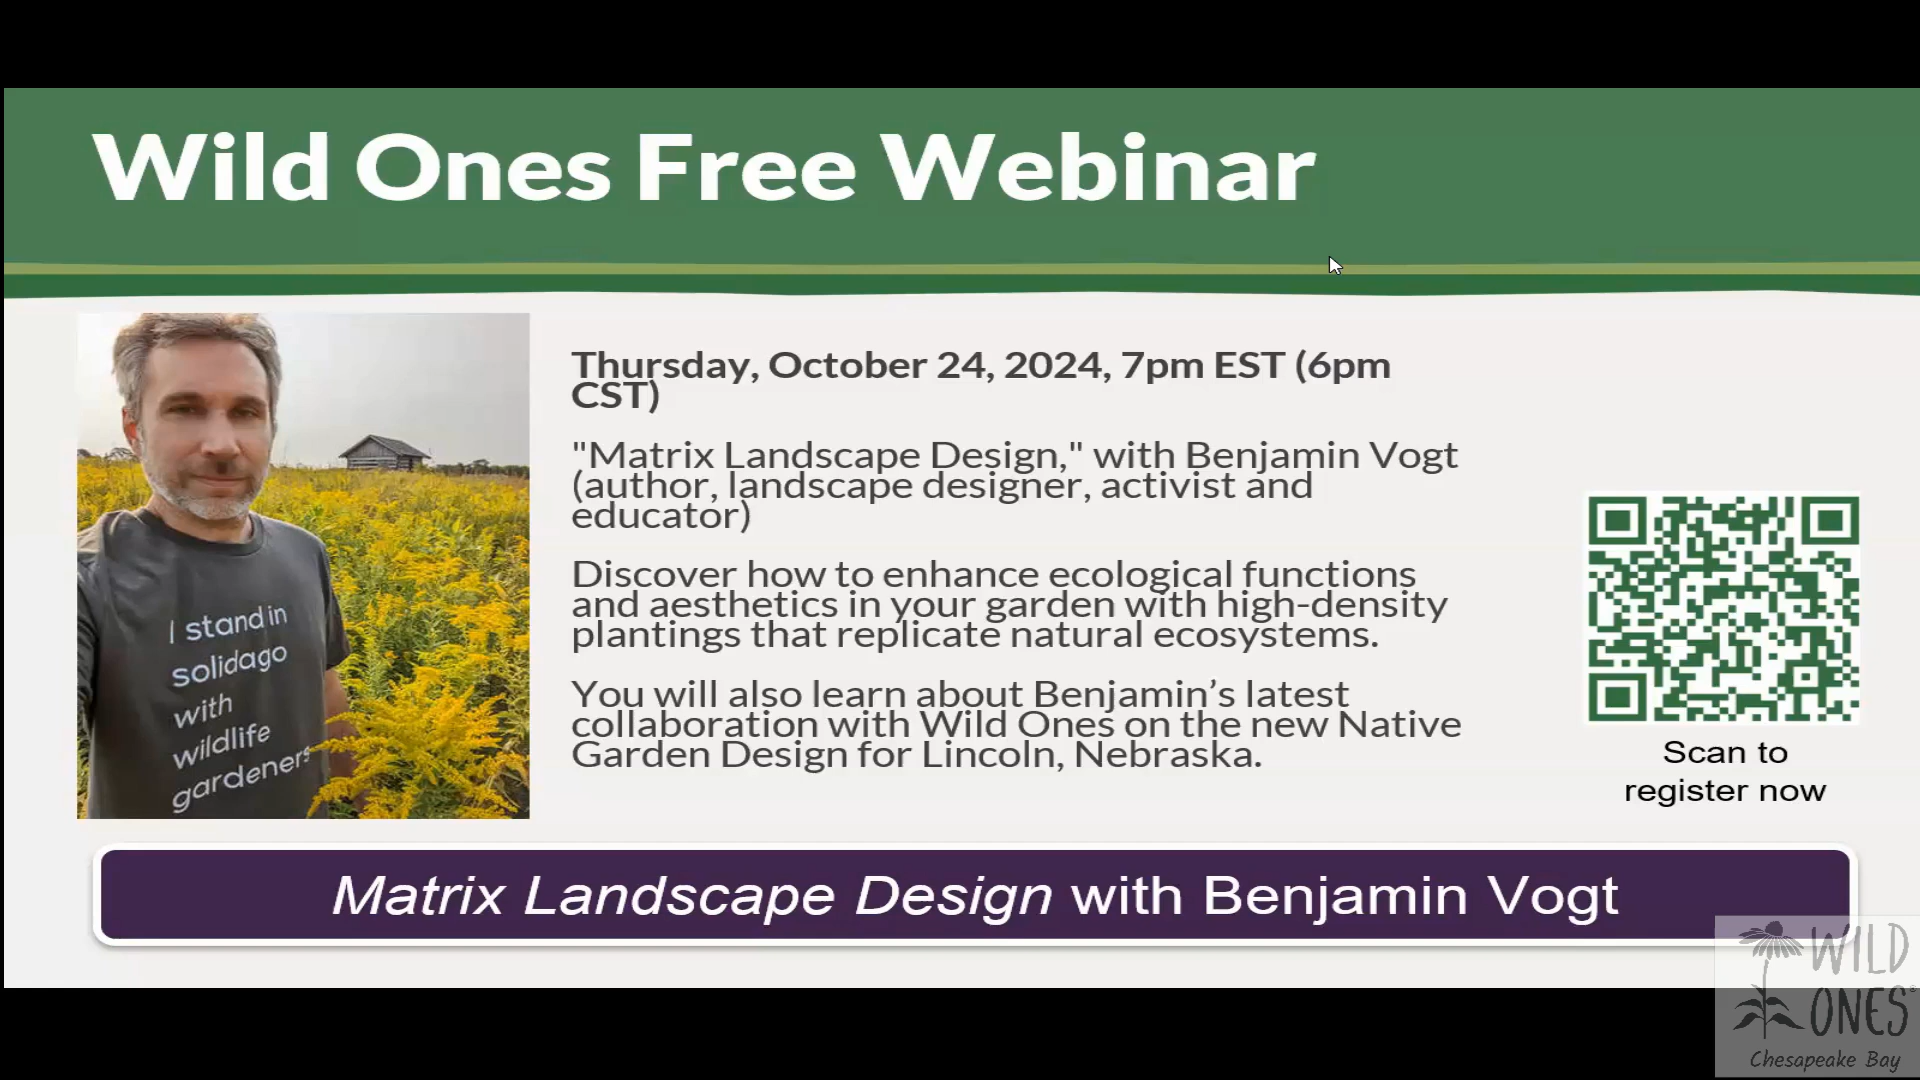 Wild Ones Free Webinar
Thursday, October 24, 2024, 7pm EST (6pm
CST)
"Matrix Landscape Design," with Benjamin Vogt
(author, landscape designer, activist and
educator)
Discover how to enhance ecological functions
and aesthetics in your garden with high-density
plantings that replicate natural ecosystems.
You will also learn about Benjamin’s latest
collaboration with Wild Ones on the new Native
Garden Design for Lincoln, Nebraska.
I stand in
solidago
with
wildlife
gardeners
Scan to
register now
Matrix Landscape Design with Benjamin Vogt
WILD
ONES®
Chesapeake Bay